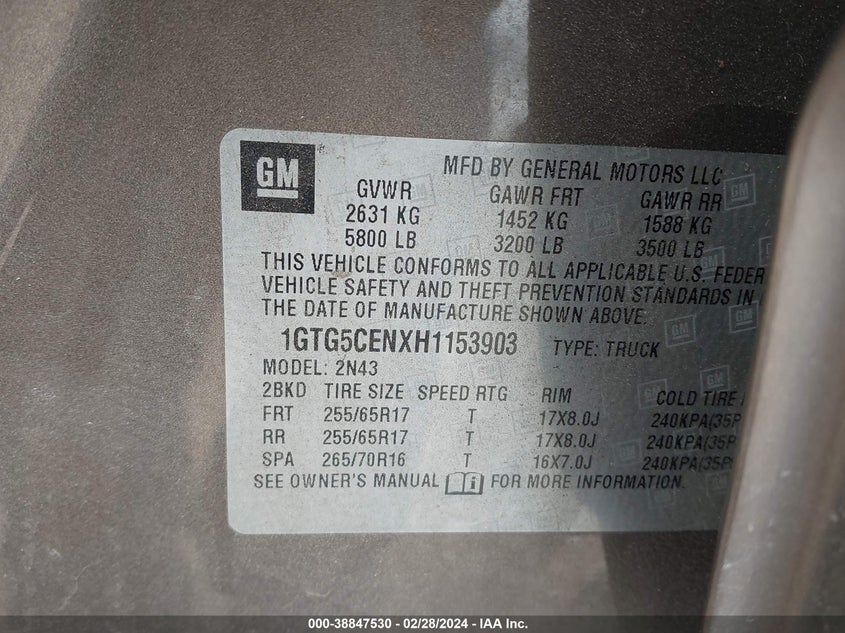 GM
MFD BY GENERAL MOTORS LLC
GVWR GAWR FRT GAWR RR
2631 KG 1452 KG 1588 KG
5800 LB 3200 LB 3500 LB
THIS VEHICLE CONFORMS TO ALL APPLICABLE U.S. FEDER
VEHICLE SAFETY AND THEFT PREVENTION STANDARDS IN
THE DATE OF MANUFACTURE SHOWN ABOVE.
1GTG5CENXH1153903 TYPE: TRUCK
MODEL: 2N43
2BKD TIRE SIZE SPEED RTG RIM COLD TIRE
FRT 255/65R17 T 17X8.0J 240KPA(35P
RR 255/65R17 T 17X8.0J 240KPA(35P
SPA 265/70R16 T 16X7.0J 240KPA(35P
SEE OWNER'S MANUAL FOR MORE INFORMATION.
000-38847530 - 02/28/2024 - IAA Inc.